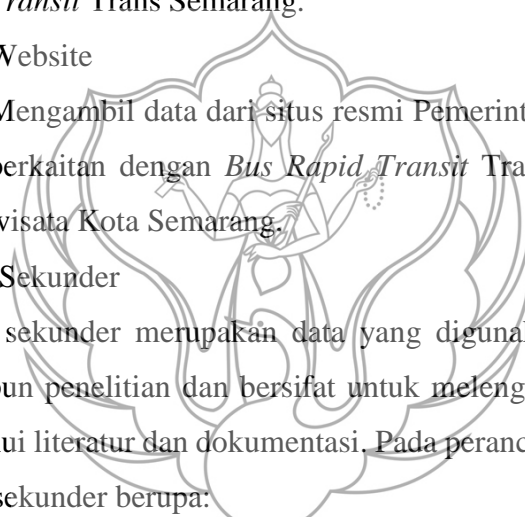 Transit Trans Semarang.
Website
Mengambil data dari situs resmi Pemerint
berkaitan dengan Bus Rapid Transit Tra
wisata Kota Semarang.
Sekunder
sekunder merupakan data yang diguna
un penelitian dan bersifat untuk meleng
ui literatur dan dokumentasi. Pada peranc
sekunder berupa: